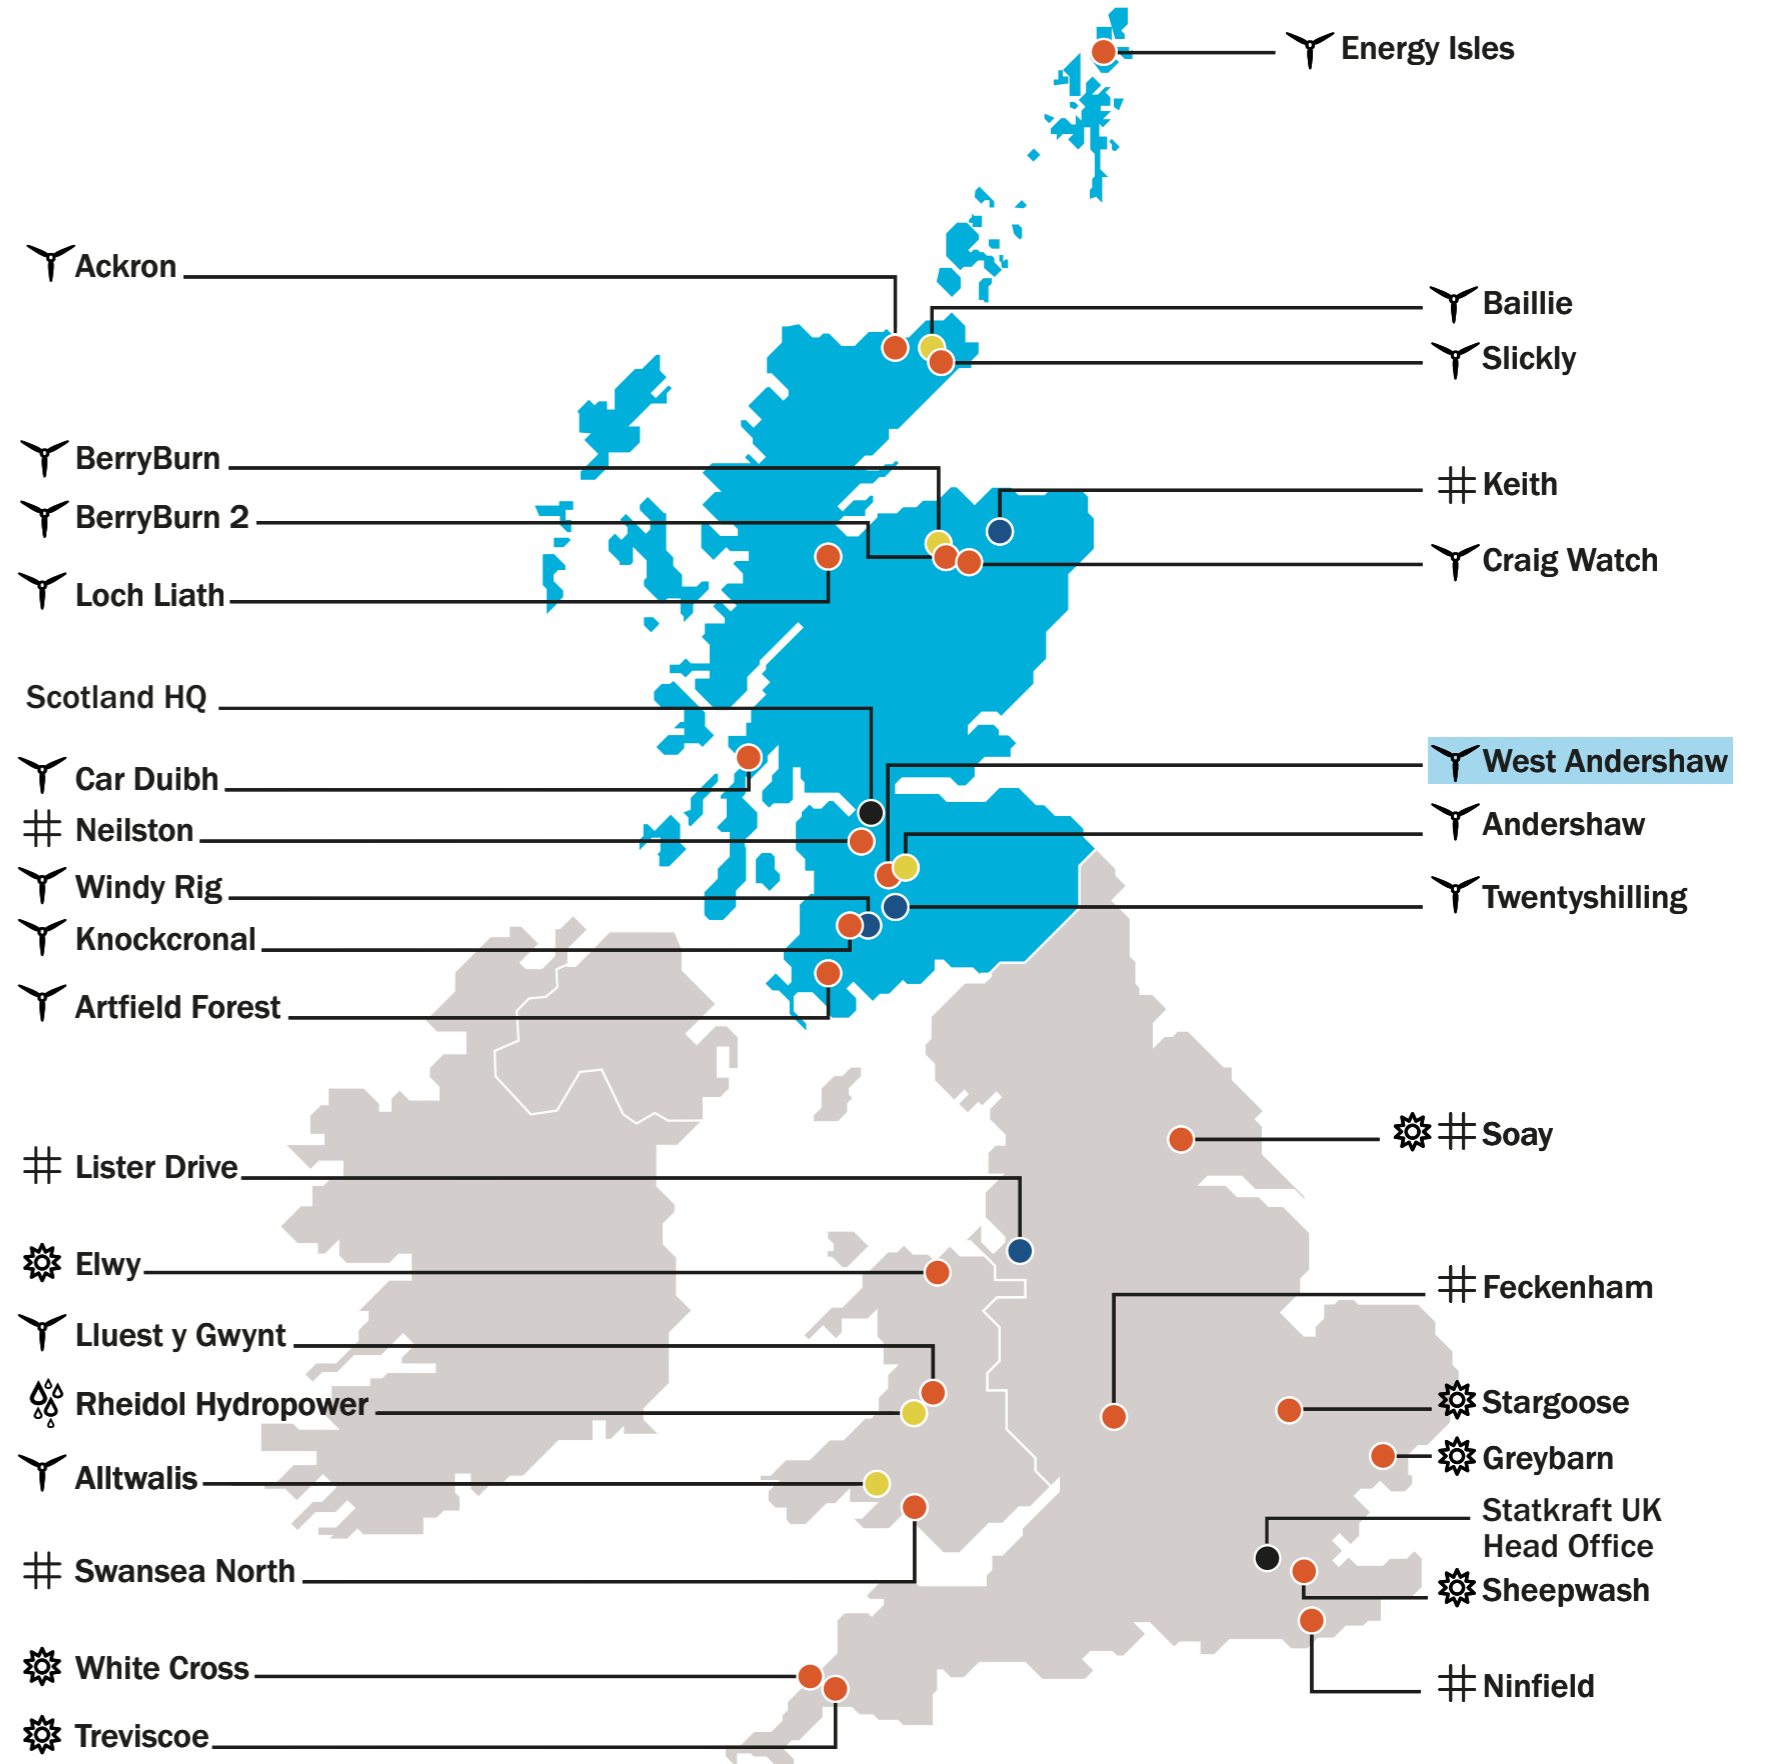 Energy Isles
Ackron
Baillie
Slickly
BerryBurn
Keith
BerryBurn 2
Craig Watch
Loch Liath
Scotland HQ
West Andershaw
Car Duibh
Andershaw
Neilston
Windy Rig
Twentyshilling
Knockcronal
Artfield Forest
Soay
Lister Drive
Elwy
Feckenham
Lluest y Gwynt
Rheidol Hydropower
Stargoose
Greybarn
Alltwalis
Statkraft UK
Head Office
Swansea North
Sheepwash
White Cross
Ninfield
Treviscoe